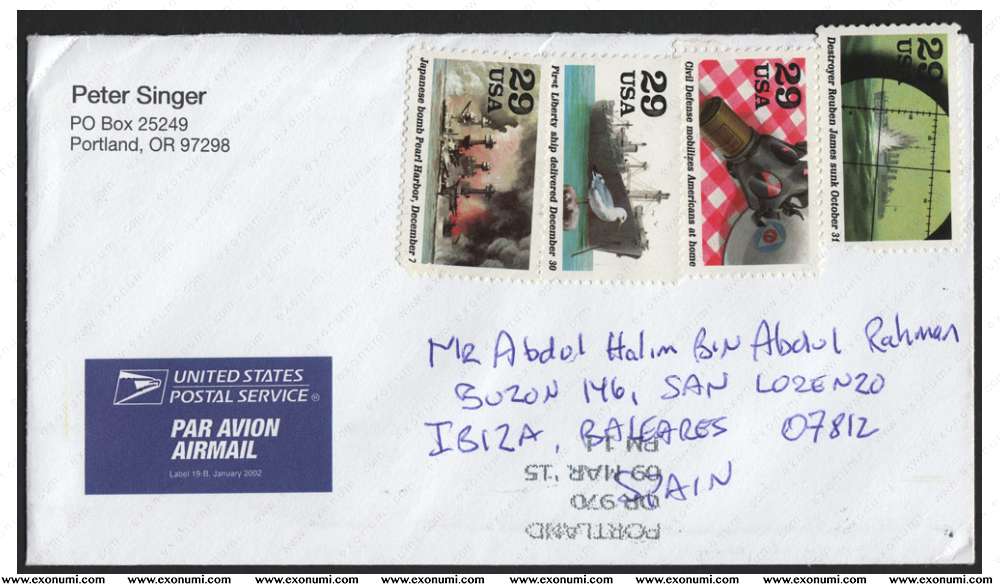 Peter Singer
PO Box 25249
Portland, OR 97298
29
USA
Japanese bomb Pearl Harbor, December 7
29
USA
First Liberty ship delivered December 30
29
USA
Civil Defense mobilizes Americans at home
29
USA
Destroyer Reuben James sunk October 31
Mr Abdul Halim Bin Abdul Rahman
BUZON 146, SAN LORENZO
IBIZA, BALEARES 07812
SPAIN
UNITED STATES
POSTAL SERVICE®
PAR AVION
AIRMAIL
Label 19-B, January 2002
PORTLAND
OR 970
09 MAR '15
PM 14
www.exonumi.com www.exonumi.com www.exonumi.com www.exonumi.com www.exonumi.com www.exonumi.com www.exonumi.com www.exonumi.com